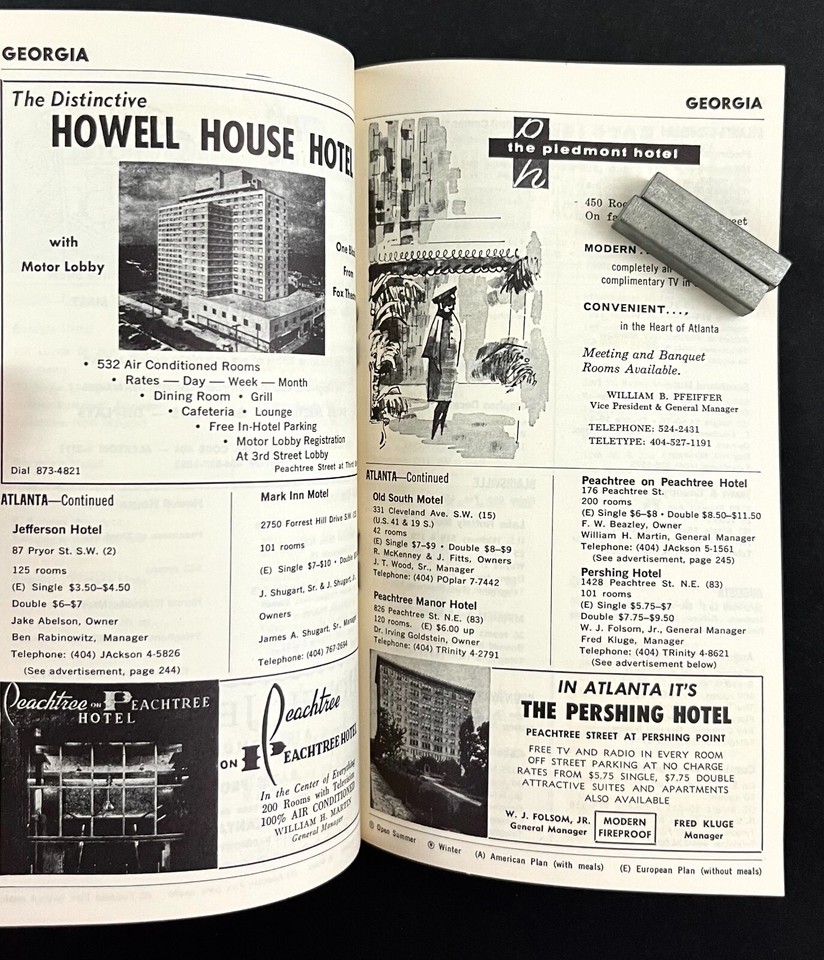 GEORGIA
The Distinctive
HOWELL HOUSE HOTEL
with
Motor Lobby
One
From
Fox
• 532 Air Conditioned Rooms
• Rates — Day — Week — Month
• Dining Room • Grill
• Cafeteria • Lounge
• Free In-Hotel Parking
• Motor Lobby Registration
At 3rd Street Lobby
Dial 873-4821
Peachtree Street at Third
ATLANTA—Continued
Jefferson Hotel
87 Pryor St. S.W. (2)
125 rooms
(E) Single $3.50–$4.50
Double $6–$7
Jake Abelson, Owner
Ben Rabinowitz, Manager
Telephone: (404) JAckson 4-5826
(See advertisement, page 244)
Mark Inn Motel
2750 Forrest Hill Drive S.W.
101 rooms
(E) Single $7–$10 • Double
J. Shugart, Sr. & J. Shugart,
Owners
James A. Shugart, Sr.
Telephone: (404) 767-2694
Peachtree ON PEACHTREE
HOTEL
Peachtree
ON PEACHTREE HOTEL
In the Center of Everything
200 Rooms with Television
100% AIR CONDITIONED
WILLIAM H. MARTIN
General Manager
GEORGIA
p
the piedmont hotel
h
450
On
MODERN
completely
complimentary TV in
CONVENIENT....,
in the Heart of Atlanta
Meeting and Banquet
Rooms Available.
WILLIAM B. PFEIFFER
Vice President & General Manager
TELEPHONE: 524-2431
TELETYPE: 404-527-1191
ATLANTA—Continued
Old South Motel
331 Cleveland Ave. S.W. (15)
(U.S. 41 & 19 S.)
42 rooms
(E) Single $7–$9 • Double $8–$9
R. McKenney & J. Fitts, Owners
J. T. Wood, Sr., Manager
Telephone: (404) POplar 7-7442
Peachtree Manor Hotel
826 Peachtree St. N.E. (83)
120 rooms. (E) $6.00 up
Dr. Irving Goldstein, Owner
Telephone: (404) TRinity 4-2791
Peachtree on Peachtree Hotel
176 Peachtree St.
200 rooms
(E) Single $6–$8 • Double $8.50–$11.50
F. W. Beazley, Owner
William H. Martin, General Manager
Telephone: (404) JAckson 5-1561
(See advertisement, page 245)
Pershing Hotel
1428 Peachtree St. N.E. (83)
101 rooms
(E) Single $5.75–$7
Double $7.75–$9.50
W. J. Folsom, Jr., General Manager
Fred Kluge, Manager
Telephone: (404) TRinity 4-8621
(See advertisement below)
IN ATLANTA IT'S
THE PERSHING HOTEL
PEACHTREE STREET AT PERSHING POINT
FREE TV AND RADIO IN EVERY ROOM
OFF STREET PARKING AT NO CHARGE
RATES FROM $5.75 SINGLE, $7.75 DOUBLE
ATTRACTIVE SUITES AND APARTMENTS
ALSO AVAILABLE
W. J. FOLSOM, JR.
General Manager
MODERN
FIREPROOF
FRED KLUGE
Manager
Ⓢ Open Summer Ⓦ Winter (A) American Plan (with meals) (E) European Plan (without meals)